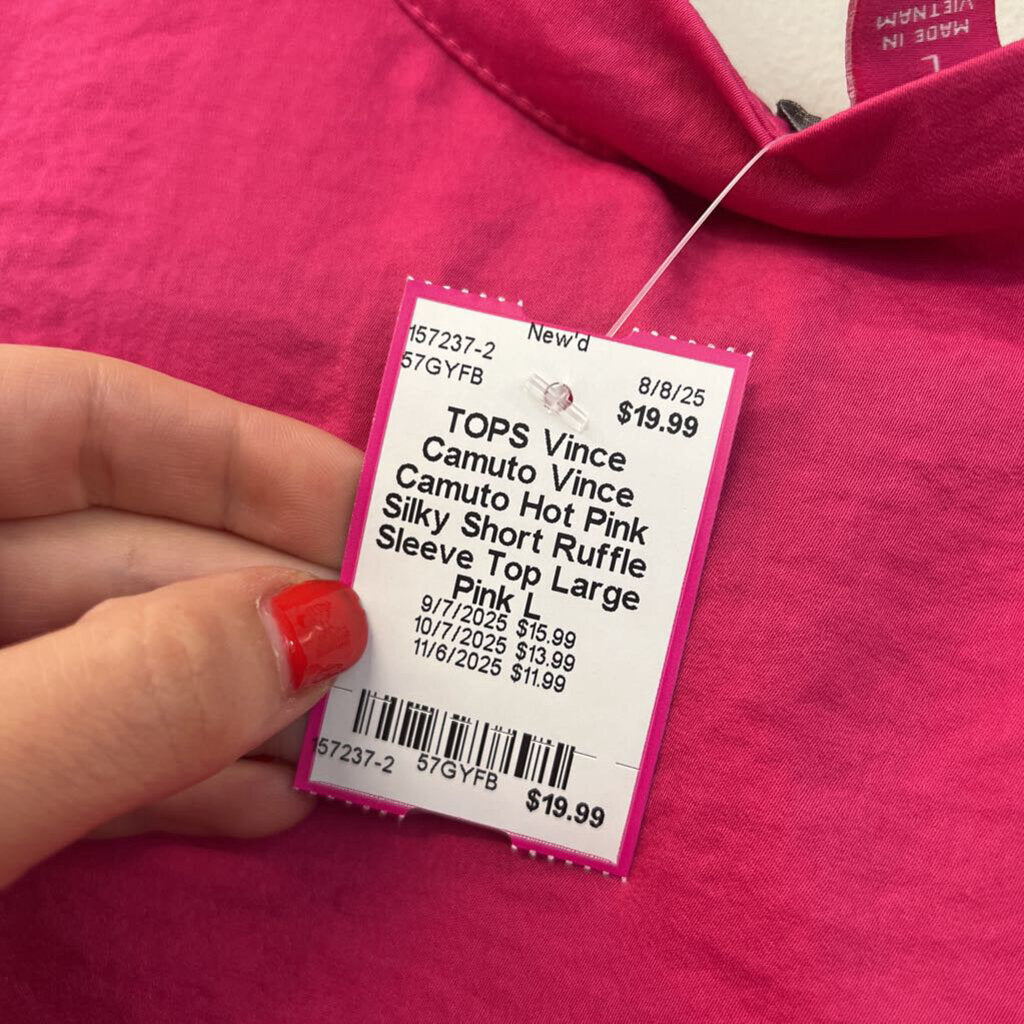 MADE IN
VIETNAM
L
New'd
157237-2
57GYFB
8/8/25
$19.99
TOPS Vince
Camuto Vince
Camuto Hot Pink
Silky Short Ruffle
Sleeve Top Large
Pink L
9/7/2025 $15.99
10/7/2025 $13.99
11/6/2025 $11.99
157237-2 57GYFB
$19.99